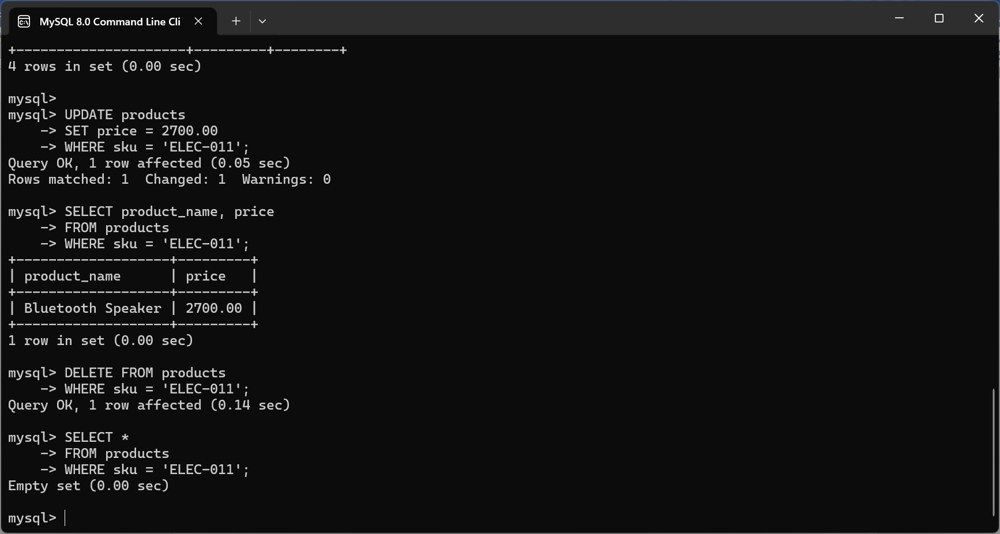 MySQL 8.0 Command Line Cli
+---------------------+---------+--------+
4 rows in set (0.00 sec)
mysql>
mysql> UPDATE products
    -> SET price = 2700.00
    -> WHERE sku = 'ELEC-011';
Query OK, 1 row affected (0.05 sec)
Rows matched: 1  Changed: 1  Warnings: 0
mysql> SELECT product_name, price
    -> FROM products
    -> WHERE sku = 'ELEC-011';
+-------------------+---------+
| product_name      | price   |
+-------------------+---------+
| Bluetooth Speaker | 2700.00 |
+-------------------+---------+
1 row in set (0.00 sec)
mysql> DELETE FROM products
    -> WHERE sku = 'ELEC-011';
Query OK, 1 row affected (0.14 sec)
mysql> SELECT *
    -> FROM products
    -> WHERE sku = 'ELEC-011';
Empty set (0.00 sec)
mysql>